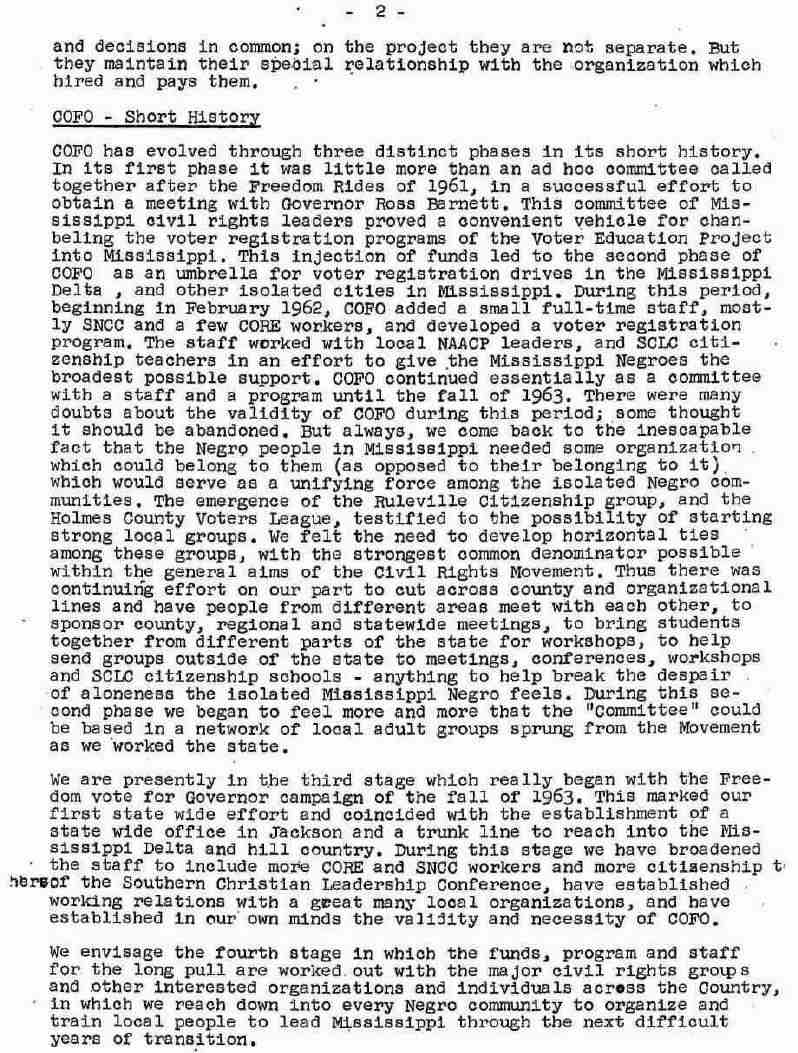 - 2 -
and decisions in common; on the project they are not separate. But
they maintain their special relationship with the organization which
hired and pays them.
COFO - Short History
COFO has evolved through three distinct phases in its short history.
In its first phase it was little more than an ad hoc committee called
together after the Freedom Rides of 1961, in a successful effort to
obtain a meeting with Governor Ross Barnett. This committee of Mis-
sissippi civil rights leaders proved a convenient vehicle for chan-
beling the voter registration programs of the Voter Education Project
into Mississippi. This injection of funds led to the second phase of
COFO as an umbrella for voter registration drives in the Mississippi
Delta , and other isolated cities in Mississippi. During this period,
beginning in February 1962, COFO added a small full-time staff, most-
ly SNCC and a few CORE workers, and developed a voter registration
program. The staff worked with local NAACP leaders, and SCLC citi-
zenship teachers in an effort to give the Mississippi Negroes the
broadest possible support. COFO continued essentially as a committee
with a staff and a program until the fall of 1963. There were many
doubts about the validity of COFO during this period; some thought
it should be abandoned. But always, we come back to the inescapable
fact that the Negro people in Mississippi needed some organization
which could belong to them (as opposed to their belonging to it)
which would serve as a unifying force among the isolated Negro com-
munities. The emergence of the Ruleville Citizenship group, and the
Holmes County Voters League, testified to the possibility of starting
strong local groups. We felt the need to develop horizontal ties
among these groups, with the strongest common denominator possible
within the general aims of the Civil Rights Movement. Thus there was
continuing effort on our part to cut across county and organizational
lines and have people from different areas meet with each other, to
sponsor county, regional and statewide meetings, to bring students
together from different parts of the state for workshops, to help
send groups outside of the state to meetings, conferences, workshops
and SCLC citizenship schools - anything to help break the despair
of aloneness the isolated Mississippi Negro feels. During this se-
cond phase we began to feel more and more that the "Committee" could
be based in a network of local adult groups sprung from the Movement
as we worked the state.
We are presently in the third stage which really began with the Free-
dom vote for Governor campaign of the fall of 1963. This marked our
first state wide effort and coincided with the establishment of a
state wide office in Jackson and a trunk line to reach into the Mis-
sissippi Delta and hill country. During this stage we have broadened
the staff to include more CORE and SNCC workers and more citisenship t
hersof the Southern Christian Leadership Conference, have established
working relations with a great many local organizations, and have
established in our own minds the validity and necessity of COFO.
We envisage the fourth stage in which the funds, program and staff
for the long pull are worked out with the major civil rights groups
and other interested organizations and individuals across the Country,
in which we reach down into every Negro community to organize and
train local people to lead Mississippi through the next difficult
years of transition.